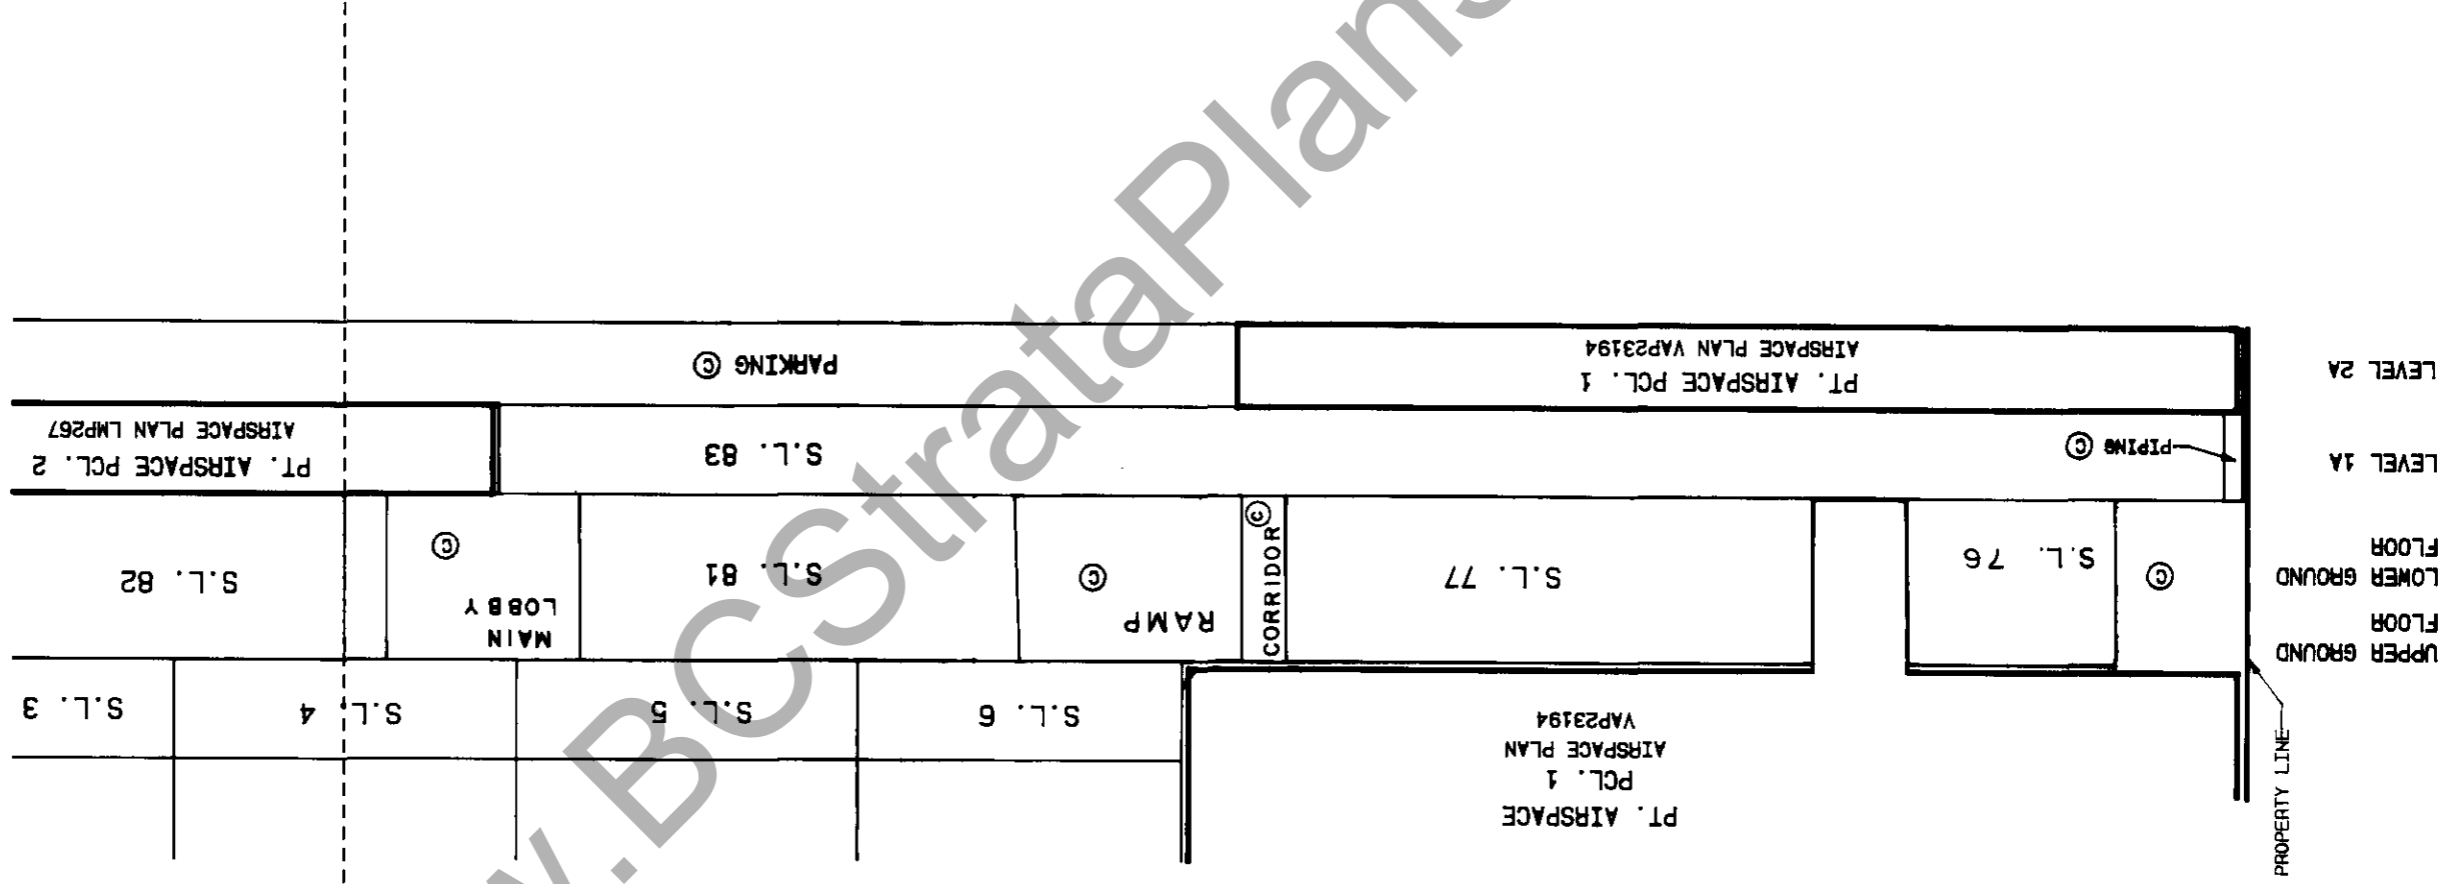 PT. AIRSPACE
PCL. 1
AIRSPACE PLAN
VAP23194
PROPERTY LINE
S.L. 6
S.L. 5
S.L. 4
S.L. 3
UPPER GROUND
FLOOR
LOWER GROUND
FLOOR
C
S.L. 76
S.L. 77
CORRIDOR C
RAMP
C
S.L. 81
MAIN
LOBBY
C
S.L. 82
LEVEL 1A
PIPING C
S.L. 83
PT. AIRSPACE PCL. 2
AIRSPACE PLAN LMP267
LEVEL 2A
PT. AIRSPACE PCL. 1
AIRSPACE PLAN VAP23194
PARKING C
.BCStrataPlans